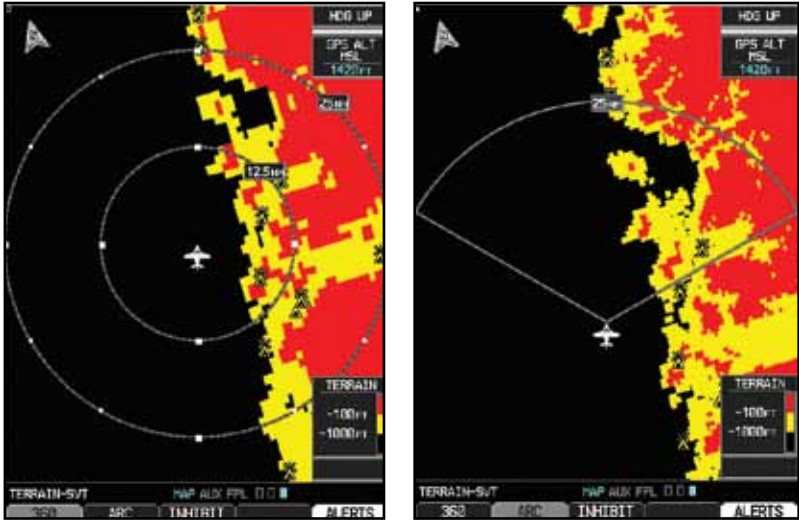 HDG UP
GPS ALT
MSL
1420FT
25NM
12.5NM
TERRAIN
-100FT
-1000FT
TERRAIN-SVT
MAP AUX FPL
360
ARC
INHIBIT
ALERTS
HDG UP
GPS ALT
MSL
1420FT
25NM
TERRAIN
-100FT
-1000FT
TERRAIN-SVT
MAP AUX FPL
360
ARC
INHIBIT
ALERTS